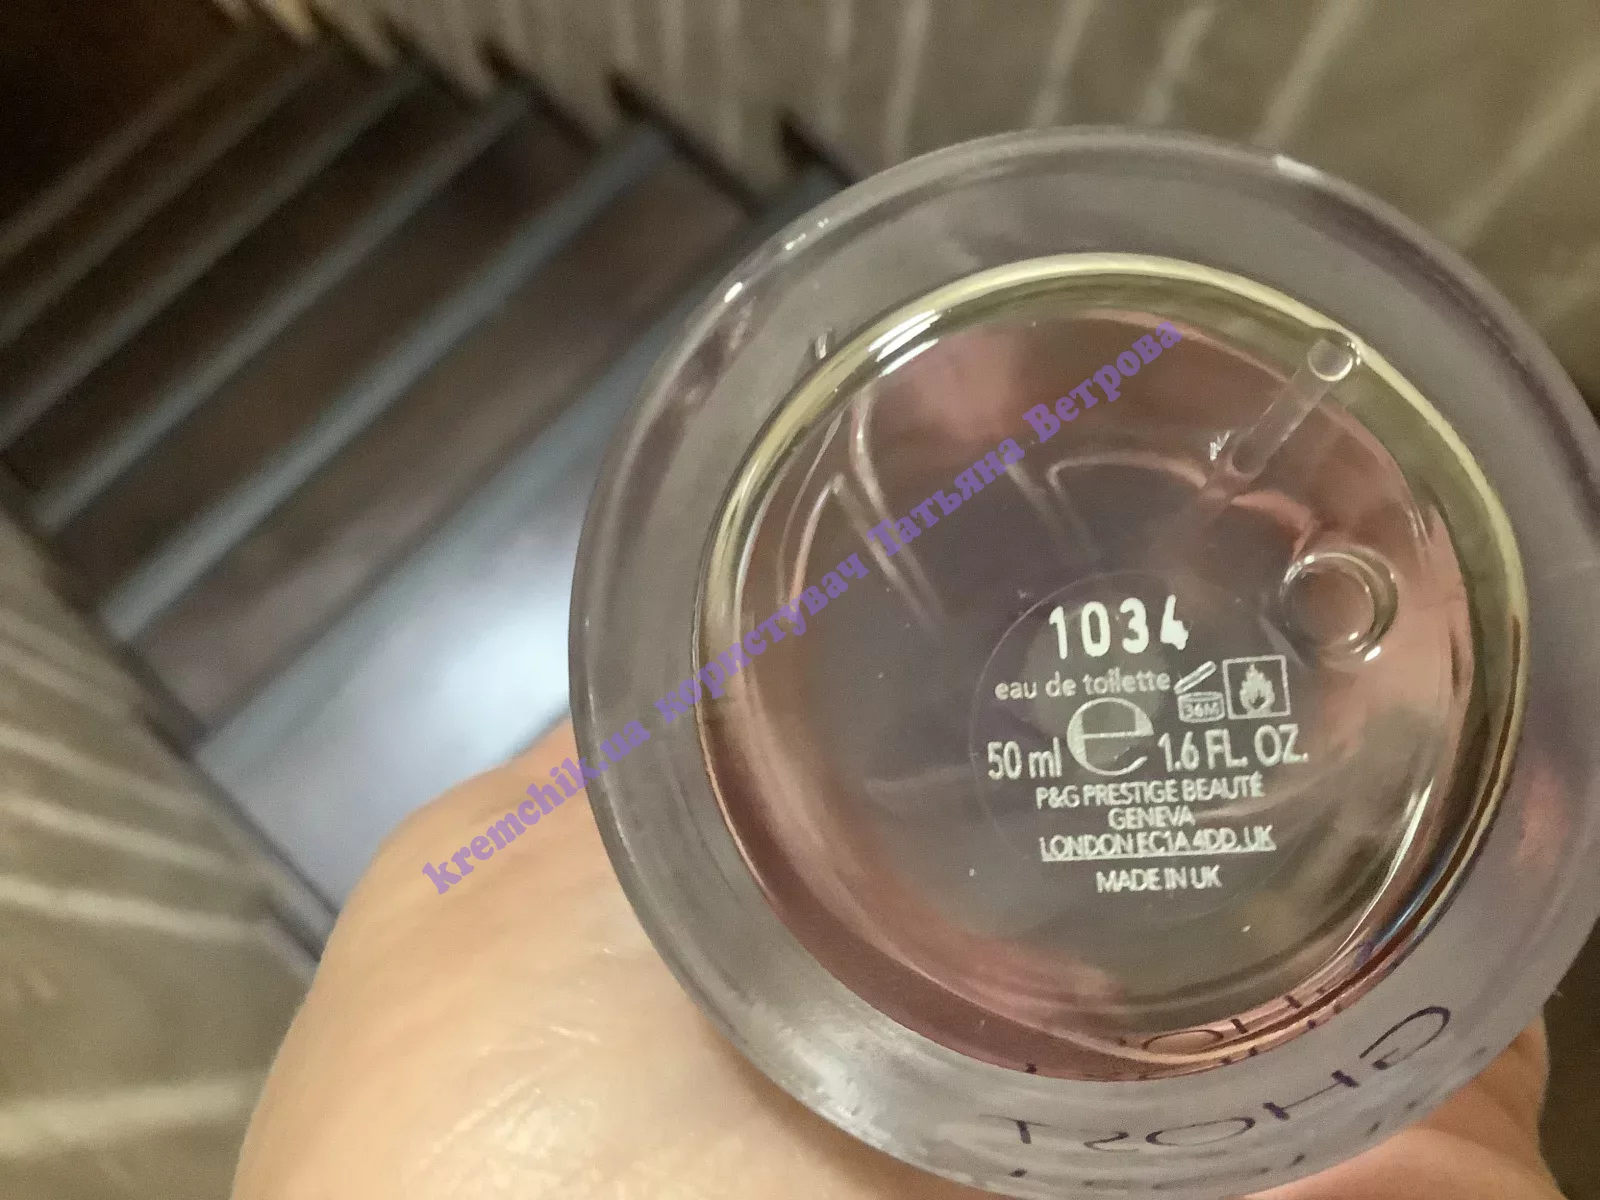 kremchik.ua користувач Татьяна Ветрова
1034
eau de toilette
36M
50 ml e 1.6 FL. OZ.
P&G PRESTIGE BEAUTÉ
GENEVA
LONDON EC1A 4DD. UK
MADE IN UK
GHOST